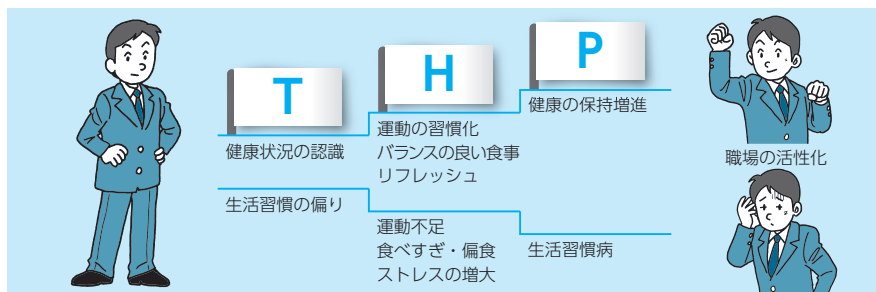 T
H
P
健康状況の認識
運動の習慣化
バランスの良い食事
リフレッシュ
健康の保持増進
職場の活性化
生活習慣の偏り
運動不足
食べすぎ・偏食
ストレスの増大
生活習慣病